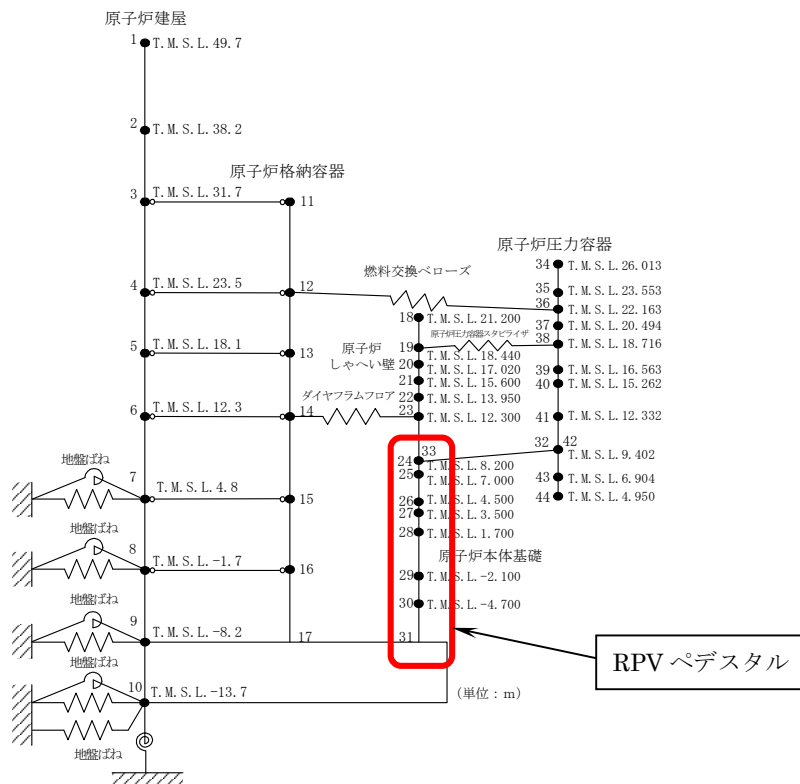 原子炉建屋
1 T.M.S.L.49.7
2 T.M.S.L.38.2
原子炉格納容器
3 T.M.S.L.31.7 11
原子炉圧力容器
34 T.M.S.L.26.013
4 T.M.S.L.23.5 12
燃料交換ベローズ
35 T.M.S.L.23.553
36 T.M.S.L.22.163
18 T.M.S.L.21.200
37 T.M.S.L.20.494
原子炉圧力容器スタビライザ
38 T.M.S.L.18.716
5 T.M.S.L.18.1 13
原子炉
しゃへい壁
19 T.M.S.L.18.440
20 T.M.S.L.17.020
39 T.M.S.L.16.563
21 T.M.S.L.15.600
40 T.M.S.L.15.262
22 T.M.S.L.13.950
ダイヤフラムフロア
6 T.M.S.L.12.3 14
23 T.M.S.L.12.300
41 T.M.S.L.12.332
33
32 42
T.M.S.L.9.402
24 T.M.S.L.8.200
25 T.M.S.L.7.000
43 T.M.S.L.6.904
44 T.M.S.L.4.950
地盤ばね
7 T.M.S.L.4.8 15
26 T.M.S.L.4.500
27 T.M.S.L.3.500
28 T.M.S.L.1.700
地盤ばね
8 T.M.S.L.-1.7 16
原子炉本体基礎
29 T.M.S.L.-2.100
30 T.M.S.L.-4.700
地盤ばね
9 T.M.S.L.-8.2 17 31
RPVペデスタル
地盤ばね
10 T.M.S.L.-13.7
(単位：m)
地盤ばね